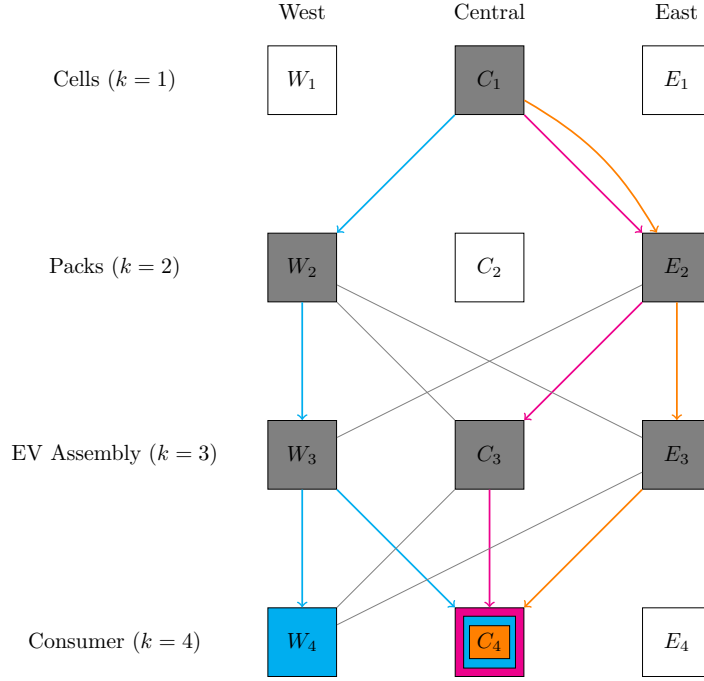 West Central East
Cells (k = 1) W₁ C₁ E₁
Packs (k = 2) W₂ C₂ E₂
EV Assembly (k = 3) W₃ C₃ E₃
Consumer (k = 4) W₄ C₄ E₄